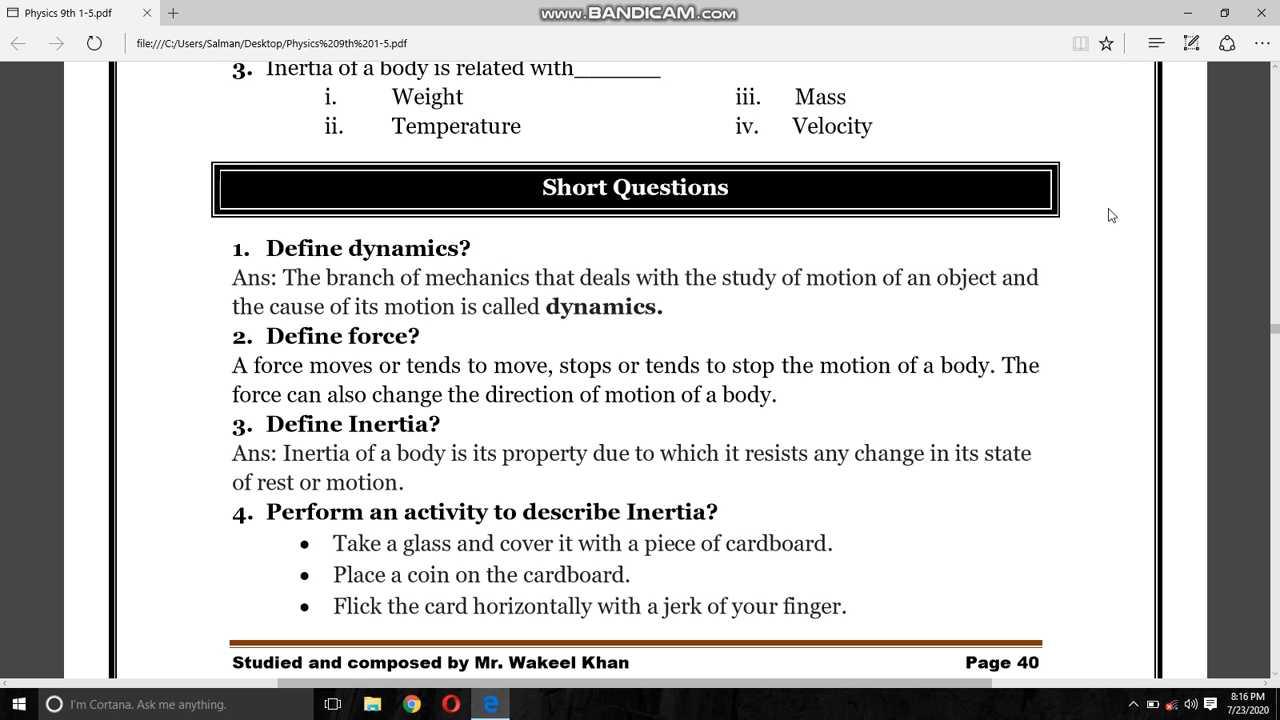 Physics 9th 1-5.pdf
www.BANDICAM.com
file:///C:/Users/Salman/Desktop/Physics%209th%201-5.pdf
3. Inertia of a body is related with_______
i. Weight iii. Mass
ii. Temperature iv. Velocity
Short Questions
1. Define dynamics?
Ans: The branch of mechanics that deals with the study of motion of an object and
the cause of its motion is called dynamics.
2. Define force?
A force moves or tends to move, stops or tends to stop the motion of a body. The
force can also change the direction of motion of a body.
3. Define Inertia?
Ans: Inertia of a body is its property due to which it resists any change in its state
of rest or motion.
4. Perform an activity to describe Inertia?
• Take a glass and cover it with a piece of cardboard.
• Place a coin on the cardboard.
• Flick the card horizontally with a jerk of your finger.
Studied and composed by Mr. Wakeel Khan Page 40
I'm Cortana. Ask me anything.
8:16 PM
7/23/2020